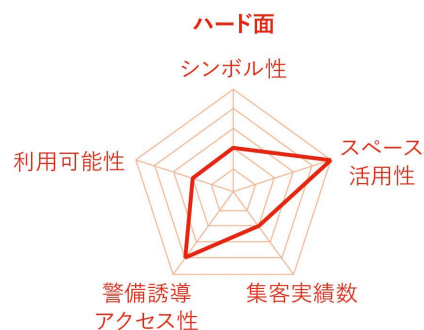 ハード面
シンボル性
スペース
活用性
利用可能性
警備誘導
アクセス性
集客実績数